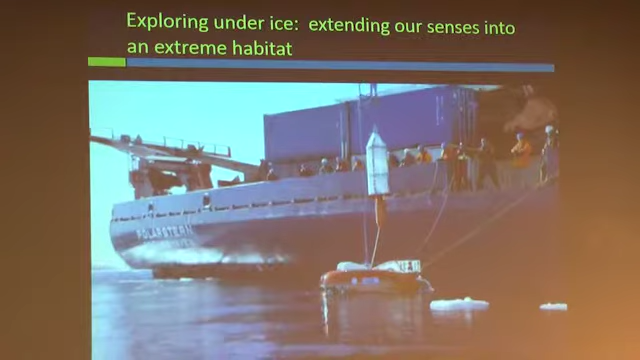 Exploring under ice: extending our senses into
an extreme habitat
POLARSTERN